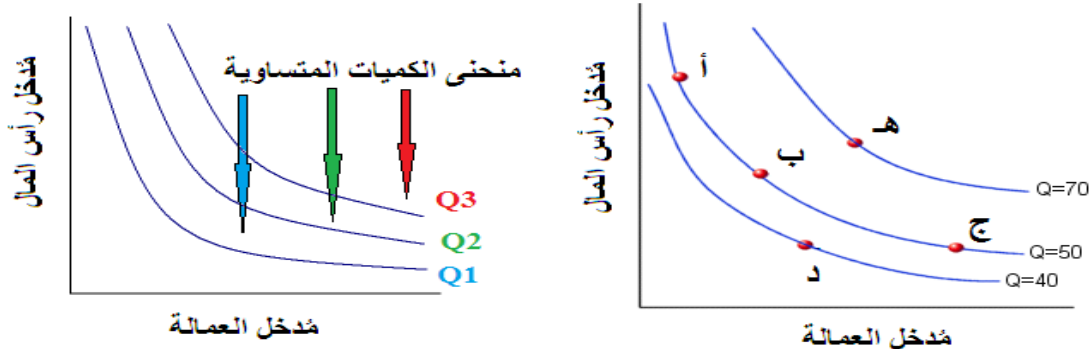 منحنى الكميات المتساوية
مُدخل رأس المال
Q3
Q2
Q1
مُدخل العمالة
مُدخل رأس المال
أ
هـ
ب
Q=70
ج
د
Q=50
Q=40
مُدخل العمالة